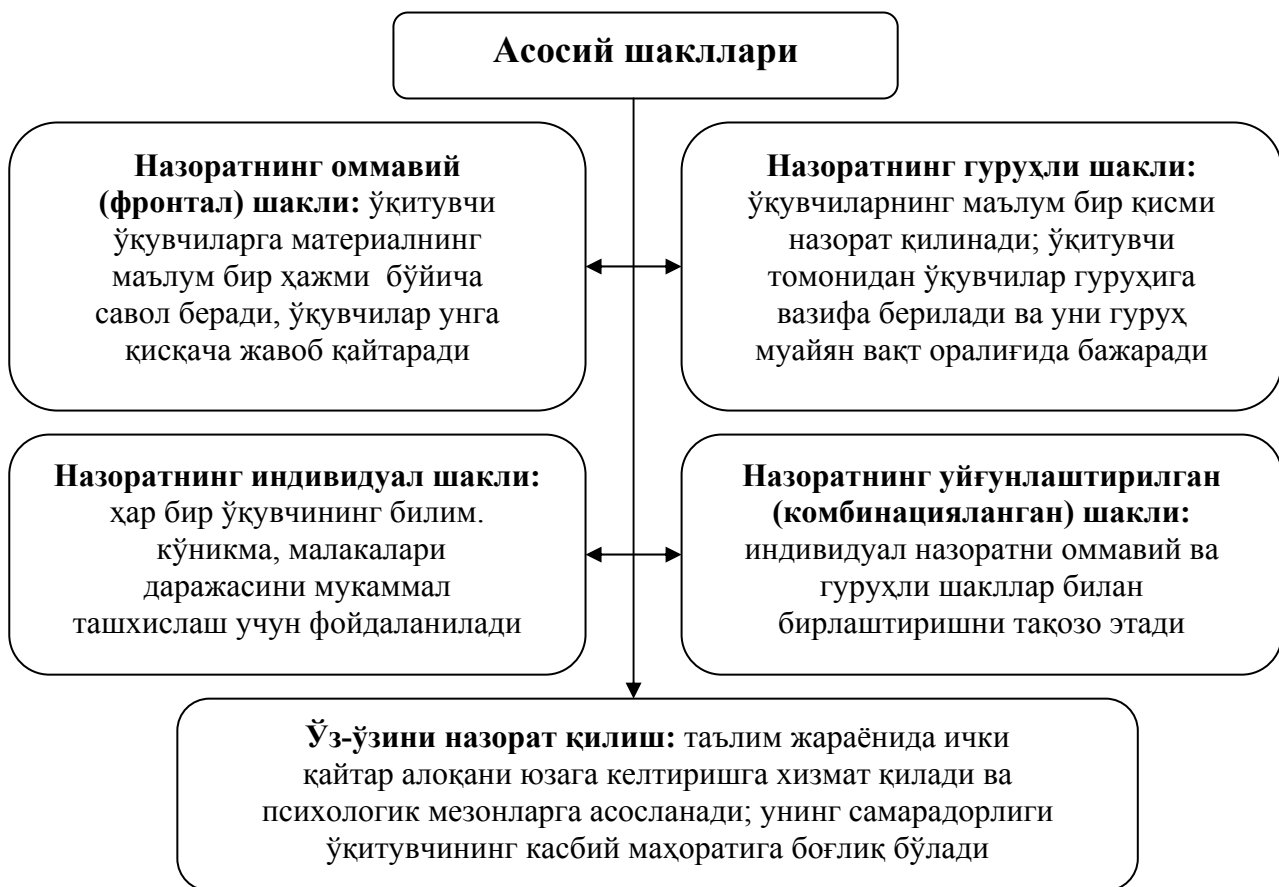 Асосий шакллари
Назоратнинг оммавий
(фронтал) шакли: ўқитувчи
ўқувчиларга материалнинг
маълум бир ҳажми бўйича
савол беради, ўқувчилар унга
қисқача жавоб қайтаради
Назоратнинг гуруҳли шакли:
ўқувчиларнинг маълум бир қисми
назорат қилинади; ўқитувчи
томонидан ўқувчилар гуруҳига
вазифа берилади ва уни гуруҳ
муайян вақт оралиғида бажаради
Назоратнинг индивидуал шакли:
ҳар бир ўқувчининг билим.
кўникма, малакалари
даражасини мукаммал
ташхислаш учун фойдаланилади
Назоратнинг уйғунлаштирилган
(комбинацияланган) шакли:
индивидуал назоратни оммавий ва
гуруҳли шакллар билан
бирлаштиришни тақозо этади
Ўз-ўзини назорат қилиш: таълим жараёнида ички
қайтар алоқани юзага келтиришга хизмат қилади ва
психологик мезонларга асосланади; унинг самарадорлиги
ўқитувчининг касбий маҳоратига боғлиқ бўлади